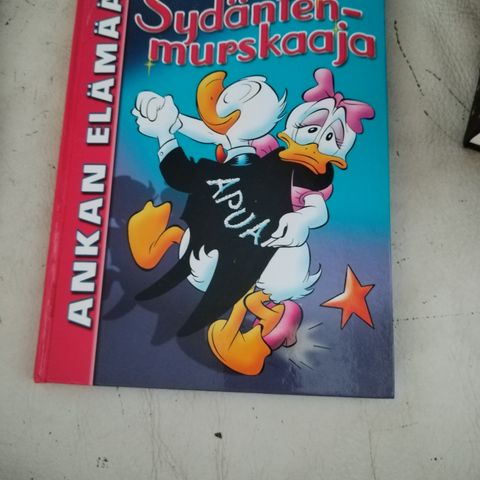 Sydänten-
murskaaja
ANKAN ELÄMÄÄ
APUA